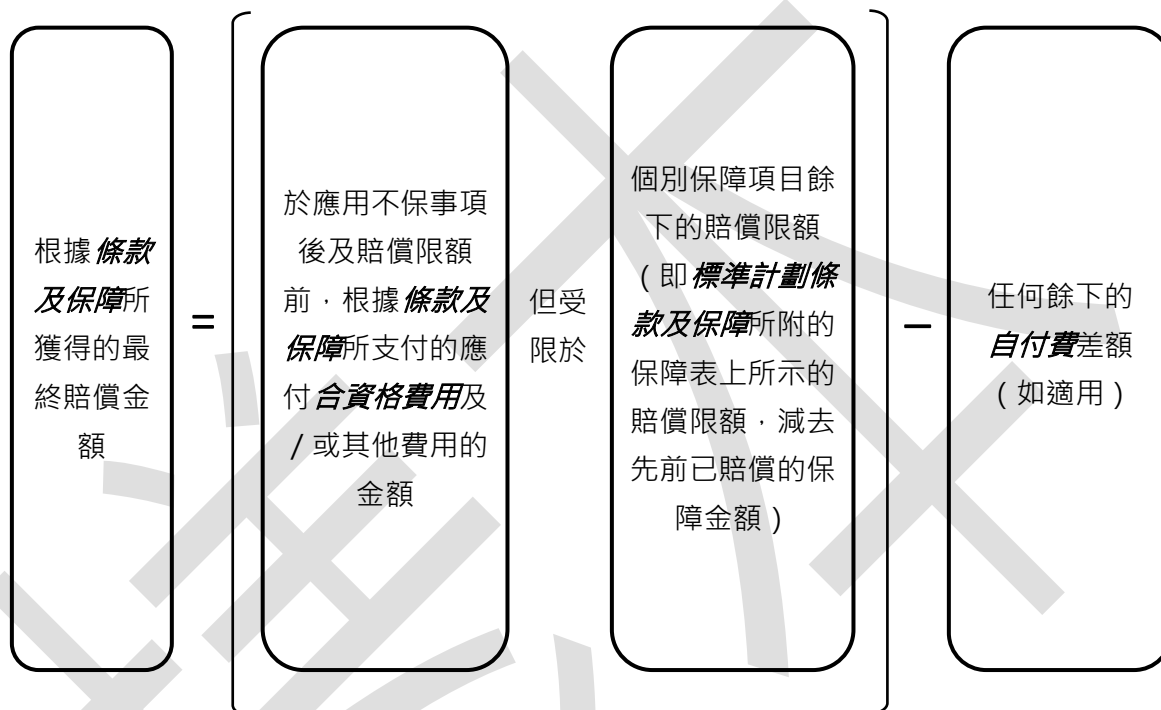 根據條款
及保障所
獲得的最
終賠償金
額
=
於應用不保事項
後及賠償限額
前，根據條款及
保障所支付的應
付合資格費用及
/ 或其他費用的
金額
但受
限於
個別保障項目餘
下的賠償限額
（即標準計劃條
款及保障所附的
保障表上所示的
賠償限額，減去
先前已賠償的保
障金額）
–
任何餘下的
自付費差額
（如適用）